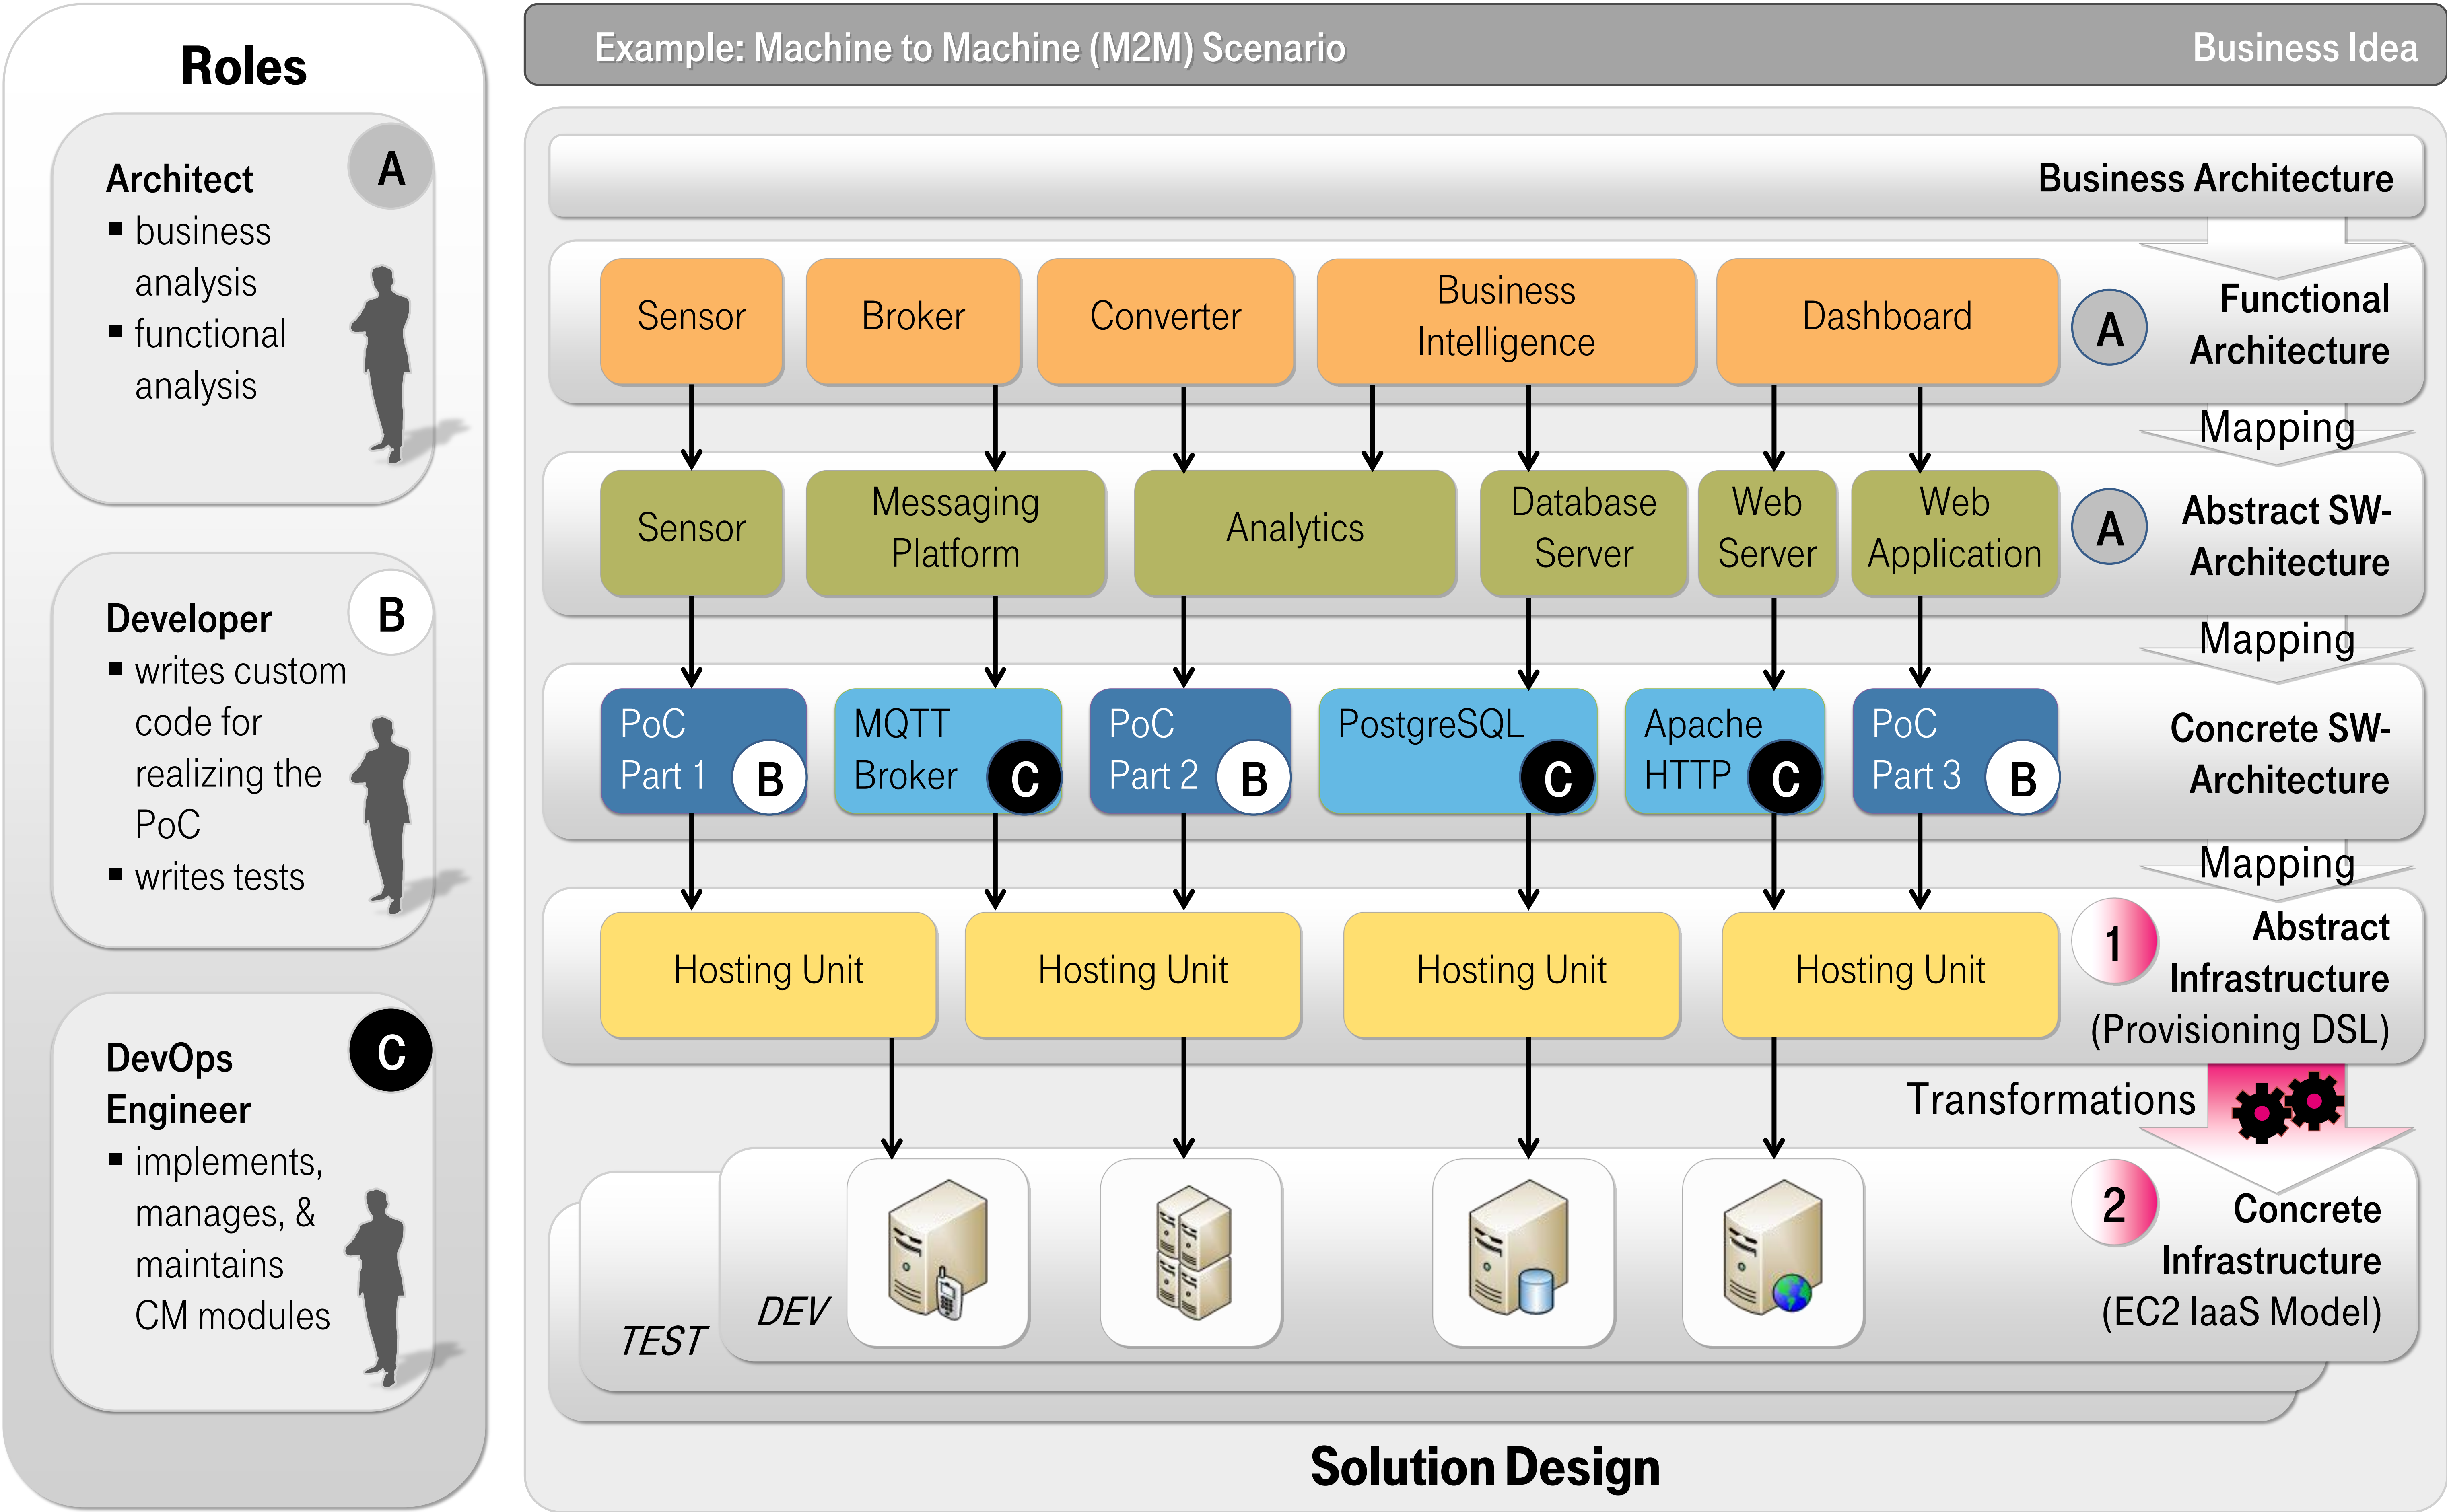 Roles
Architect
A
▪ business
analysis
▪ functional
analysis
Developer
B
▪ writes custom
code for
realizing the
PoC
▪ writes tests
DevOps
Engineer
C
▪ implements,
manages, &
maintains
CM modules
Example: Machine to Machine (M2M) Scenario
Business Idea
Business Architecture
Sensor
Broker
Converter
Business
Intelligence
Dashboard
A
Functional
Architecture
Mapping
Sensor
Messaging
Platform
Analytics
Database
Server
Web
Server
Web
Application
A
Abstract SW-
Architecture
Mapping
PoC
Part 1
B
MQTT
Broker
C
PoC
Part 2
B
PostgreSQL
C
Apache
HTTP
C
PoC
Part 3
B
Concrete SW-
Architecture
Mapping
Hosting Unit
Hosting Unit
Hosting Unit
Hosting Unit
1
Abstract
Infrastructure
(Provisioning DSL)
Transformations
TEST
DEV
2
Concrete
Infrastructure
(EC2 IaaS Model)
Solution Design